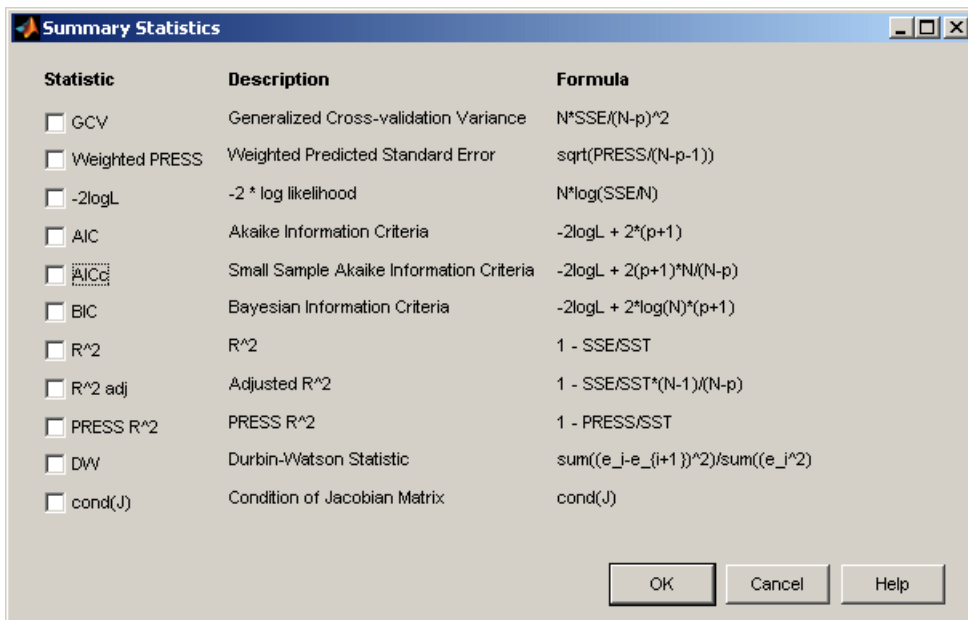 Summary Statistics
Statistic Description Formula
GCV Generalized Cross-validation Variance N*SSE/(N-p)^2
Weighted PRESS Weighted Predicted Standard Error sqrt(PRESS/(N-p-1))
-2logL -2 * log likelihood N*log(SSE/N)
AIC Akaike Information Criteria -2logL + 2*(p+1)
AICc Small Sample Akaike Information Criteria -2logL + 2(p+1)*N/(N-p)
BIC Bayesian Information Criteria -2logL + 2*log(N)*(p+1)
R^2 R^2 1 - SSE/SST
R^2 adj Adjusted R^2 1 - SSE/SST*(N-1)/(N-p)
PRESS R^2 PRESS R^2 1 - PRESS/SST
DW Durbin-Watson Statistic sum((e_i-e_{i+1})^2)/sum((e_i^2)
cond(J) Condition of Jacobian Matrix cond(J)
OK Cancel Help